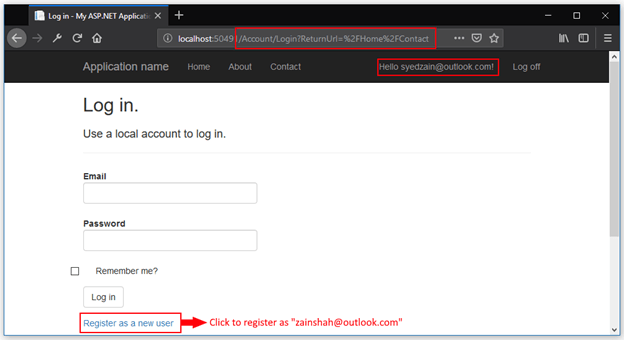 Log in - My ASP.NET Applicatio
localhost:50491/Account/Login?ReturnUrl=%2FHome%2FContact
Application name Home About Contact Hello syedzain@outlook.com! Log off
Log in.
Use a local account to log in.
Email
Password
Remember me?
Log in
Register as a new user Click to register as "zainshah@outlook.com"